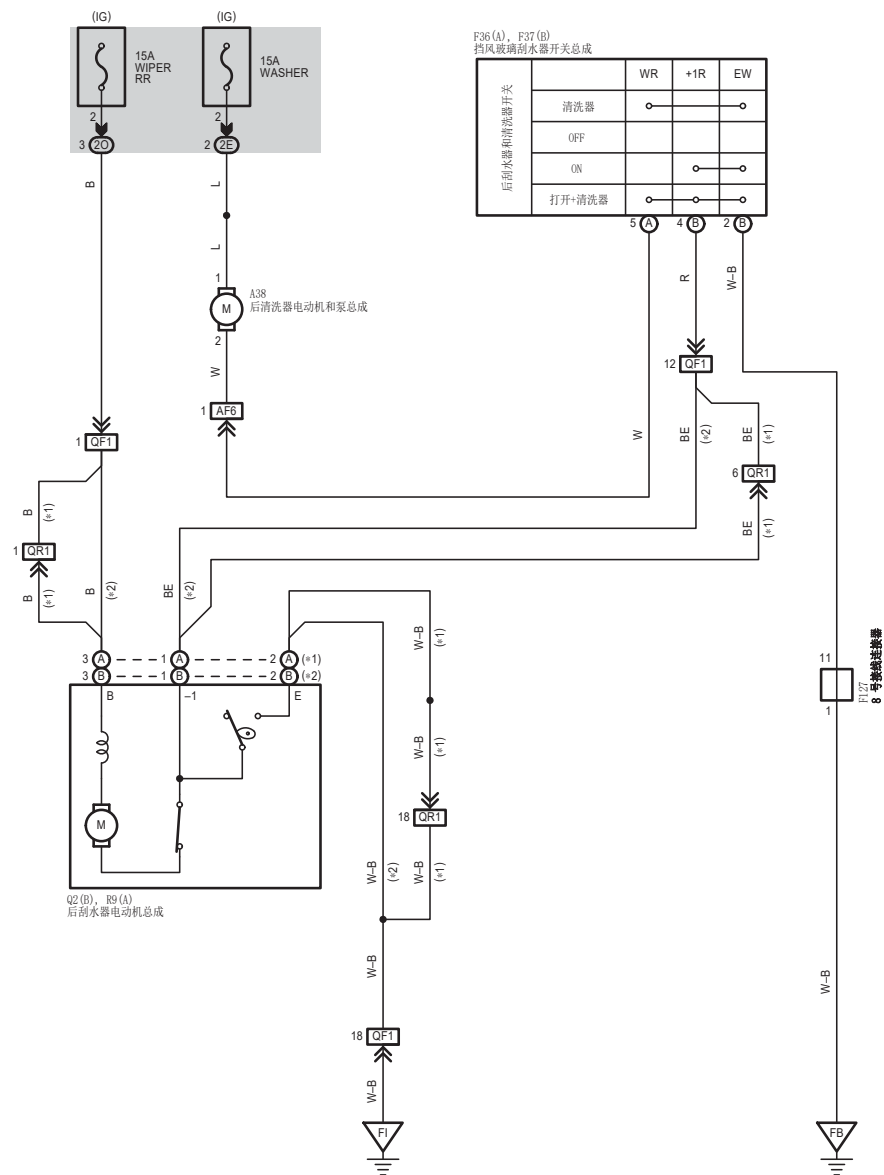 (IG)
(IG)
15A
WIPER
RR
15A
WASHER
2
2
3
2O
2
2E
B
L
L
1
M
A38
后清洗器电动机和泵总成
2
W
1
AF6
F36(A), F37(B)
挡风玻璃刮水器开关总成
后刮水器和清洗器开关
WR
+1R
EW
清洗器
OFF
ON
打开+清洗器
5
A
4
B
2
B
R
W–B
12
QF1
W
BE
(*2)
BE
(*1)
6
QR1
BE
(*1)
1
QF1
B
(*1)
1
QR1
B
(*1)
B
(*2)
BE
(*2)
W–B
(*1)
3
A
1
A
2
A
(*1)
3
B
1
B
2
B
(*2)
B
–1
E
M
Q2(B), R9(A)
后刮水器电动机总成
W–B
(*1)
18
QR1
W–B
(*2)
W–B
(*1)
W–B
18
QF1
W–B
FI
11
1
F127
8 号接线连接器
W–B
FB